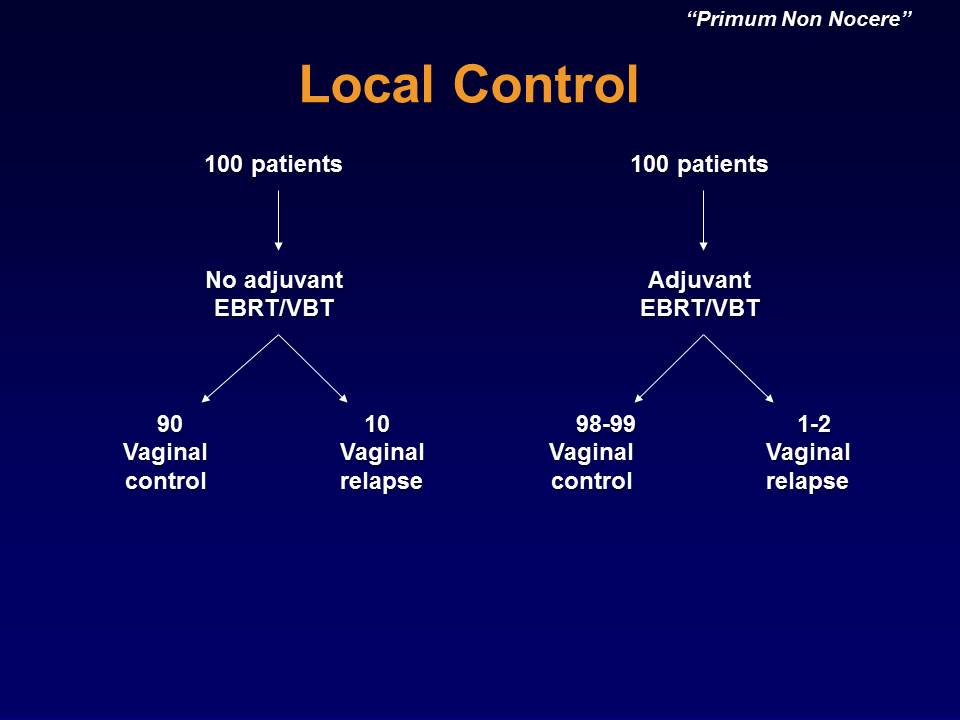 “Primum Non Nocere”
Local Control
100 patients
No adjuvant
EBRT/VBT
90
Vaginal
control
10
Vaginal
relapse
100 patients
Adjuvant
EBRT/VBT
98-99
Vaginal
control
1-2
Vaginal
relapse